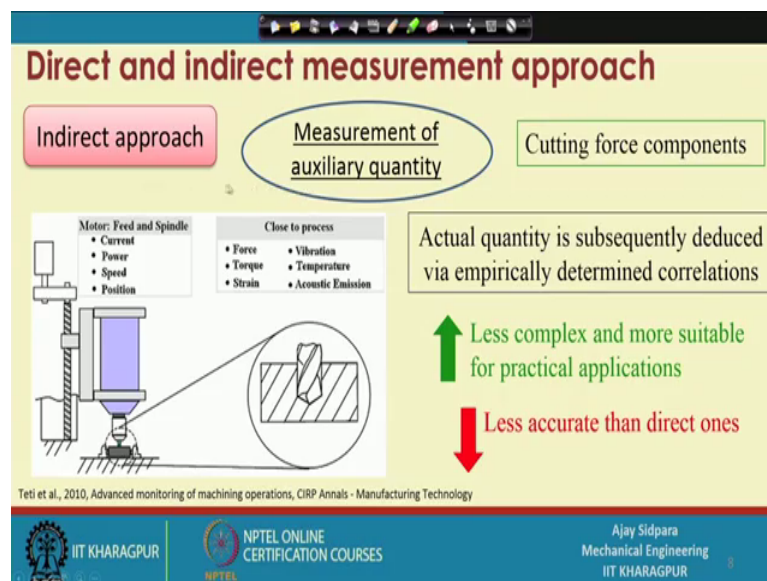 Direct and indirect measurement approach
Indirect approach
Measurement of
auxiliary quantity
Cutting force components
Motor: Feed and Spindle
• Current
• Power
• Speed
• Position
Close to process
• Force • Vibration
• Torque • Temperature
• Strain • Acoustic Emission
Actual quantity is subsequently deduced
via empirically determined correlations
Less complex and more suitable
for practical applications
Less accurate than direct ones
Teti et al., 2010, Advanced monitoring of machining operations, CIRP Annals - Manufacturing Technology
IIT KHARAGPUR
NPTEL
NPTEL ONLINE
CERTIFICATION COURSES
Ajay Sidpara
Mechanical Engineering
IIT KHARAGPUR
8